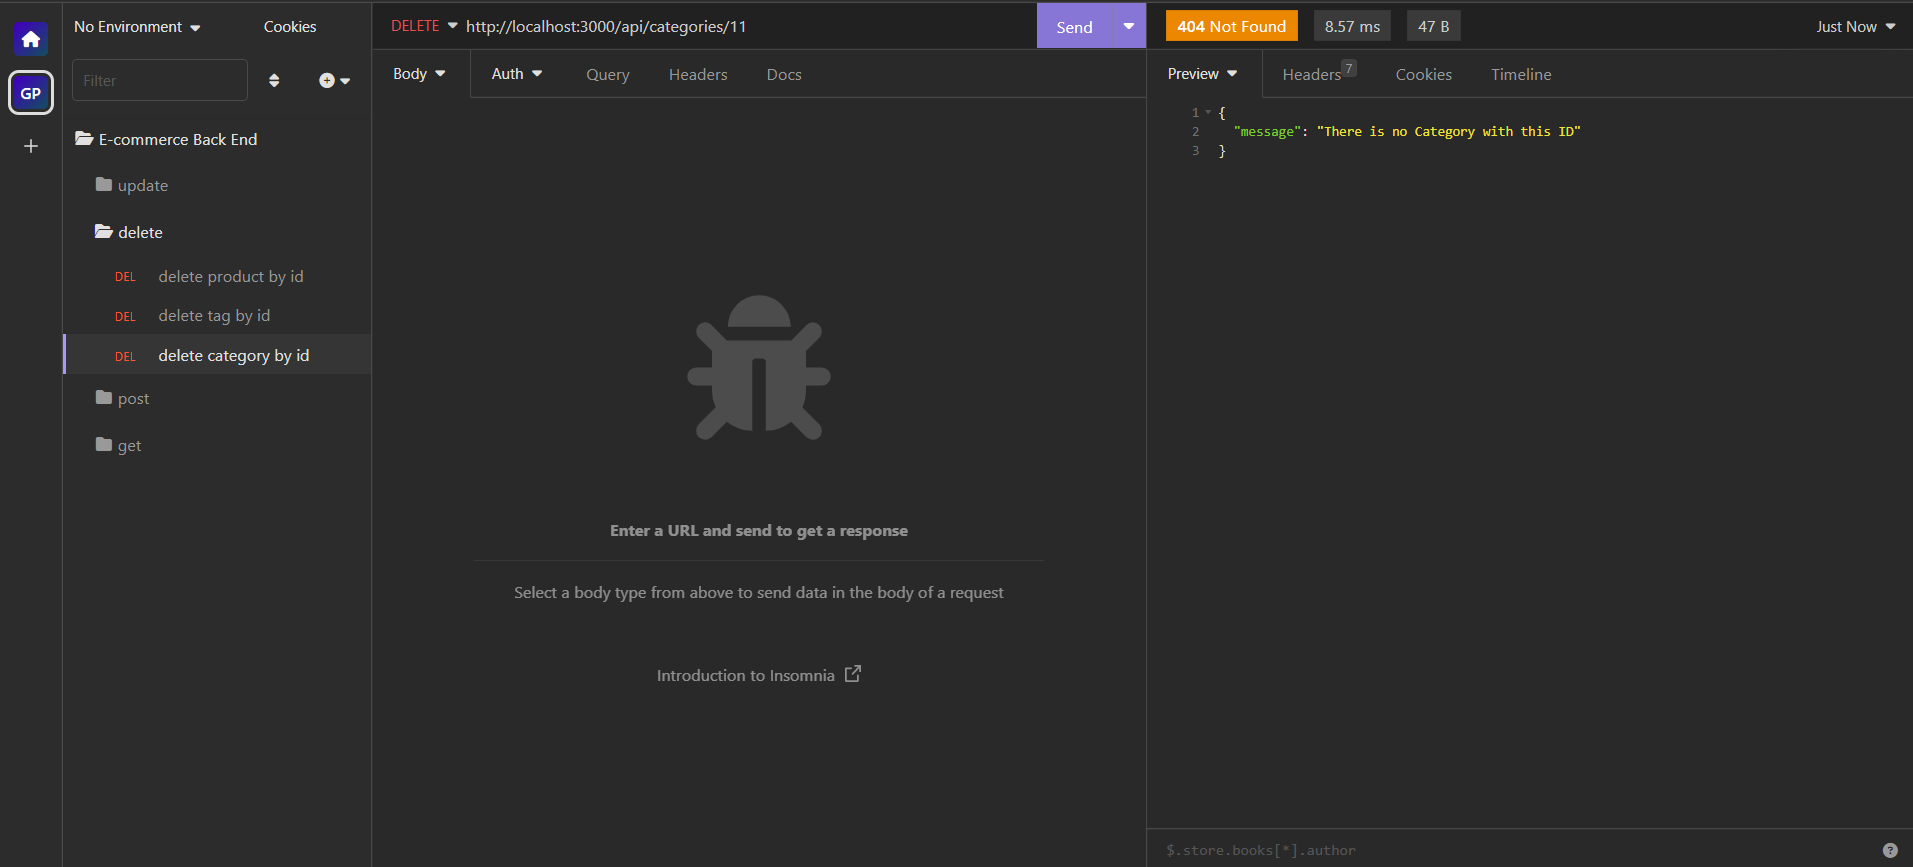 No Environment
Cookies
DELETE
http://localhost:3000/api/categories/11
Send
404 Not Found
8.57 ms
47 B
Just Now
GP
Filter
E-commerce Back End
update
delete
DEL delete product by id
DEL delete tag by id
DEL delete category by id
post
get
Body
Auth
Query
Headers
Docs
Enter a URL and send to get a response
Select a body type from above to send data in the body of a request
Introduction to Insomnia
Preview
Headers 7
Cookies
Timeline
1 {
2 "message": "There is no Category with this ID"
3 }
$.store.books[*].author
?